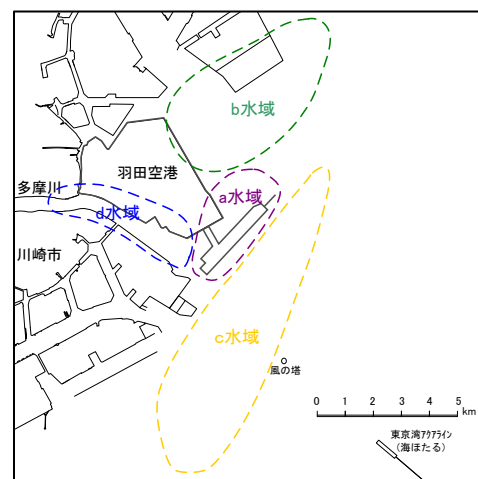 b水域
羽田空港
多摩川
a水域
d水域
川崎市
c水域
風の塔
0 1 2 3 4 5
km
東京湾ｱｸｱﾗｲﾝ
（海ほたる）